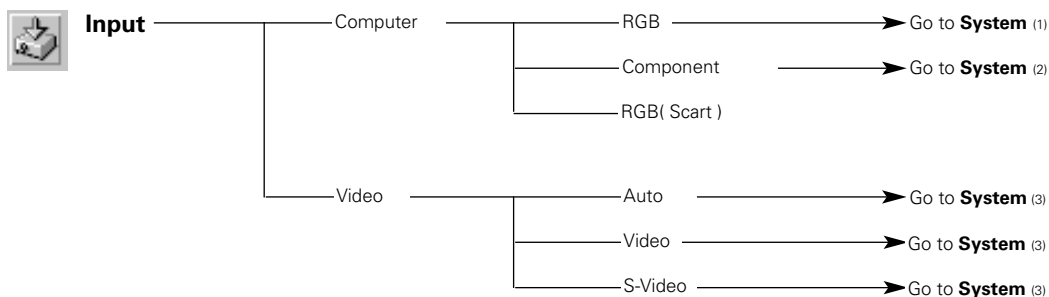 Input Computer RGB Go to System (1)
Component Go to System (2)
RGB( Scart )
Video Auto Go to System (3)
Video Go to System (3)
S-Video Go to System (3)